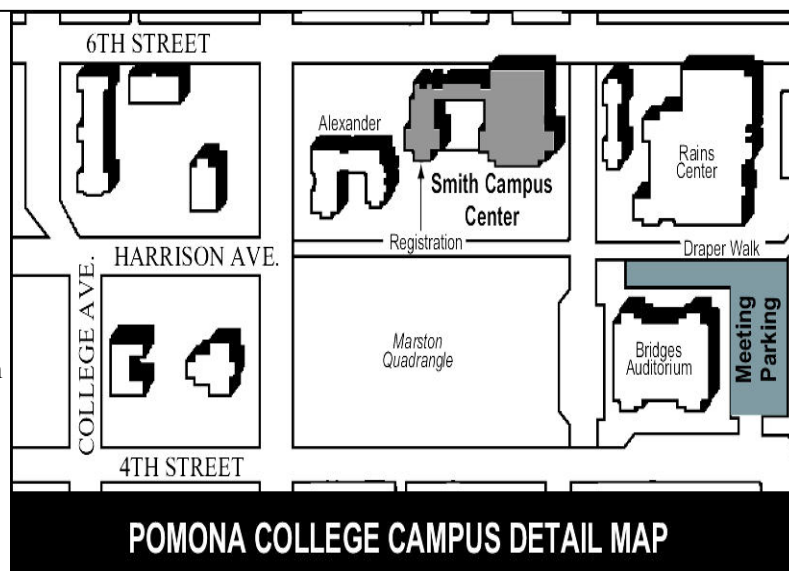 6TH STREET
Alexander
Smith Campus
Center
Registration
Rains
Center
Draper Walk
HARRISON AVE.
COLLEGE AVE.
Marston
Quadrangle
Bridges
Auditorium
Meeting
Parking
4TH STREET
POMONA COLLEGE CAMPUS DETAIL MAP